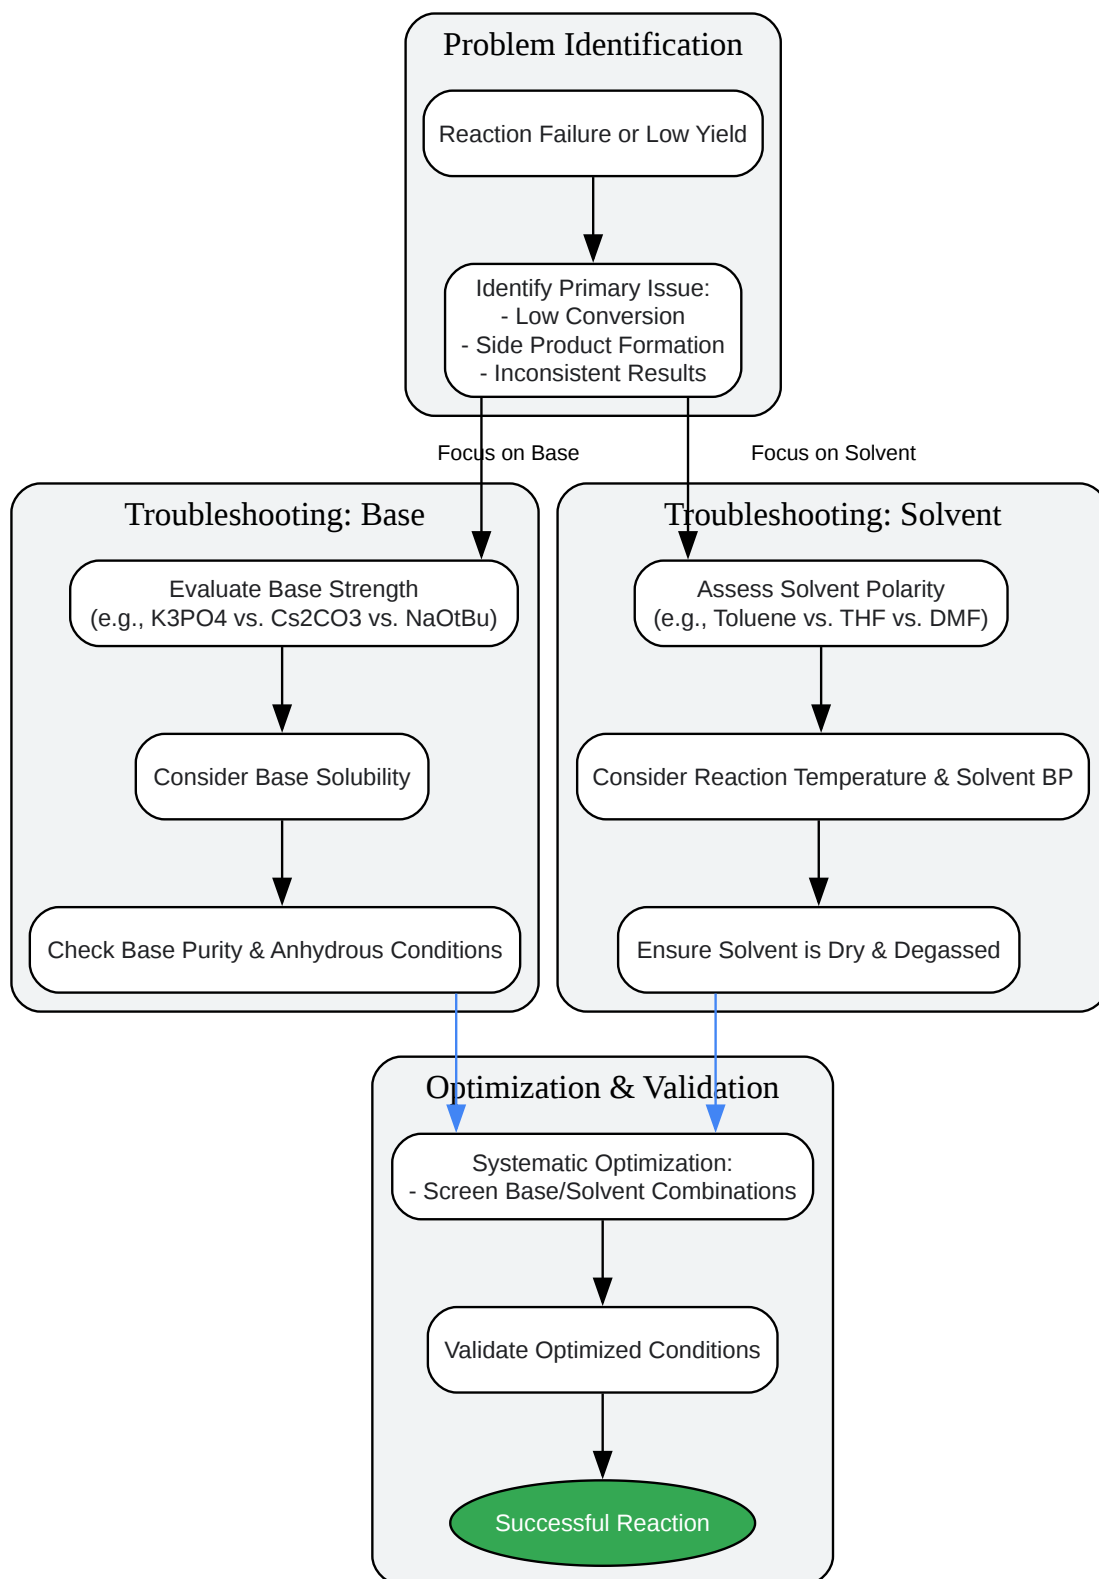 Problem Identification
Reaction Failure or Low Yield
Identify Primary Issue:
- Low Conversion
- Side Product Formation
- Inconsistent Results
Focus on Base
Focus on Solvent
Troubleshooting: Base
Evaluate Base Strength
(e.g., K3PO4 vs. Cs2CO3 vs. NaOtBu)
Consider Base Solubility
Check Base Purity & Anhydrous Conditions
Troubleshooting: Solvent
Assess Solvent Polarity
(e.g., Toluene vs. THF vs. DMF)
Consider Reaction Temperature & Solvent BP
Ensure Solvent is Dry & Degassed
Optimization & Validation
Systematic Optimization:
- Screen Base/Solvent Combinations
Validate Optimized Conditions
Successful Reaction